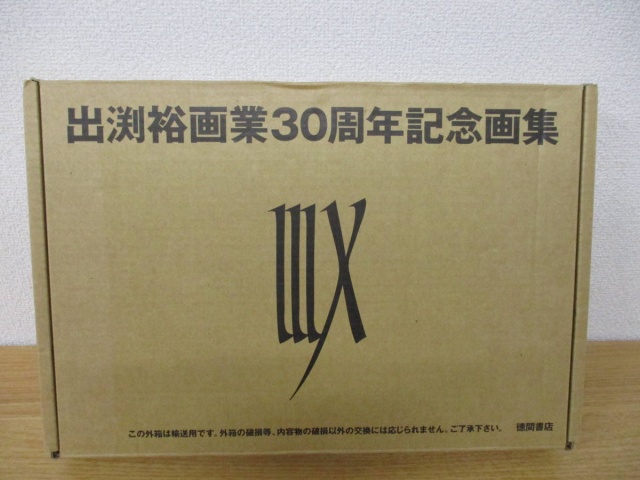 出渕裕画業30周年記念画集
IIIX
この外箱は輸送用です。外箱の破損等、内容物の破損以外の交換には応じられません。ご了承下さい。 徳間書店